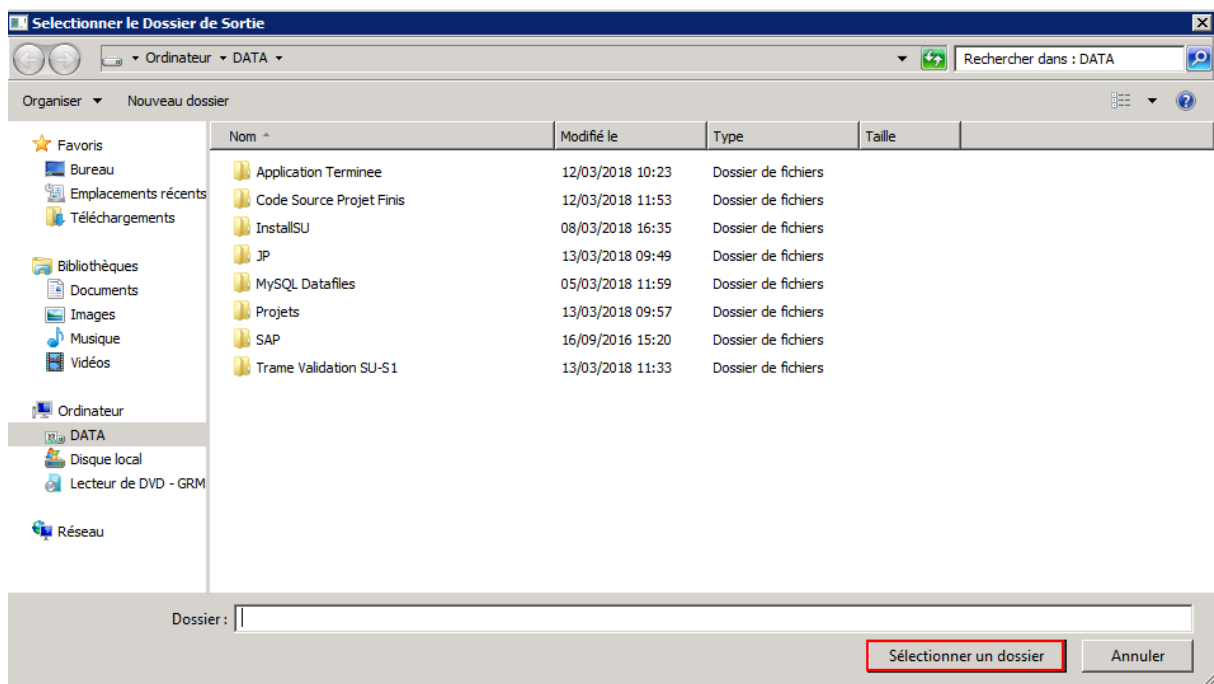 Selectionner le Dossier de Sortie
Ordinateur DATA
Rechercher dans : DATA
Organiser Nouveau dossier
Favoris
Bureau
Emplacements récents
Téléchargements
Bibliothèques
Documents
Images
Musique
Vidéos
Ordinateur
DATA
Disque local
Lecteur de DVD - GRM
Réseau
Nom Modifié le Type Taille
Application Terminee 12/03/2018 10:23 Dossier de fichiers
Code Source Projet Finis 12/03/2018 11:53 Dossier de fichiers
InstallSU 08/03/2018 16:35 Dossier de fichiers
JP 13/03/2018 09:49 Dossier de fichiers
MySQL Datafiles 05/03/2018 11:59 Dossier de fichiers
Projets 13/03/2018 09:57 Dossier de fichiers
SAP 16/09/2016 15:20 Dossier de fichiers
Trame Validation SU-S1 13/03/2018 11:33 Dossier de fichiers
Dossier :
Sélectionner un dossier Annuler